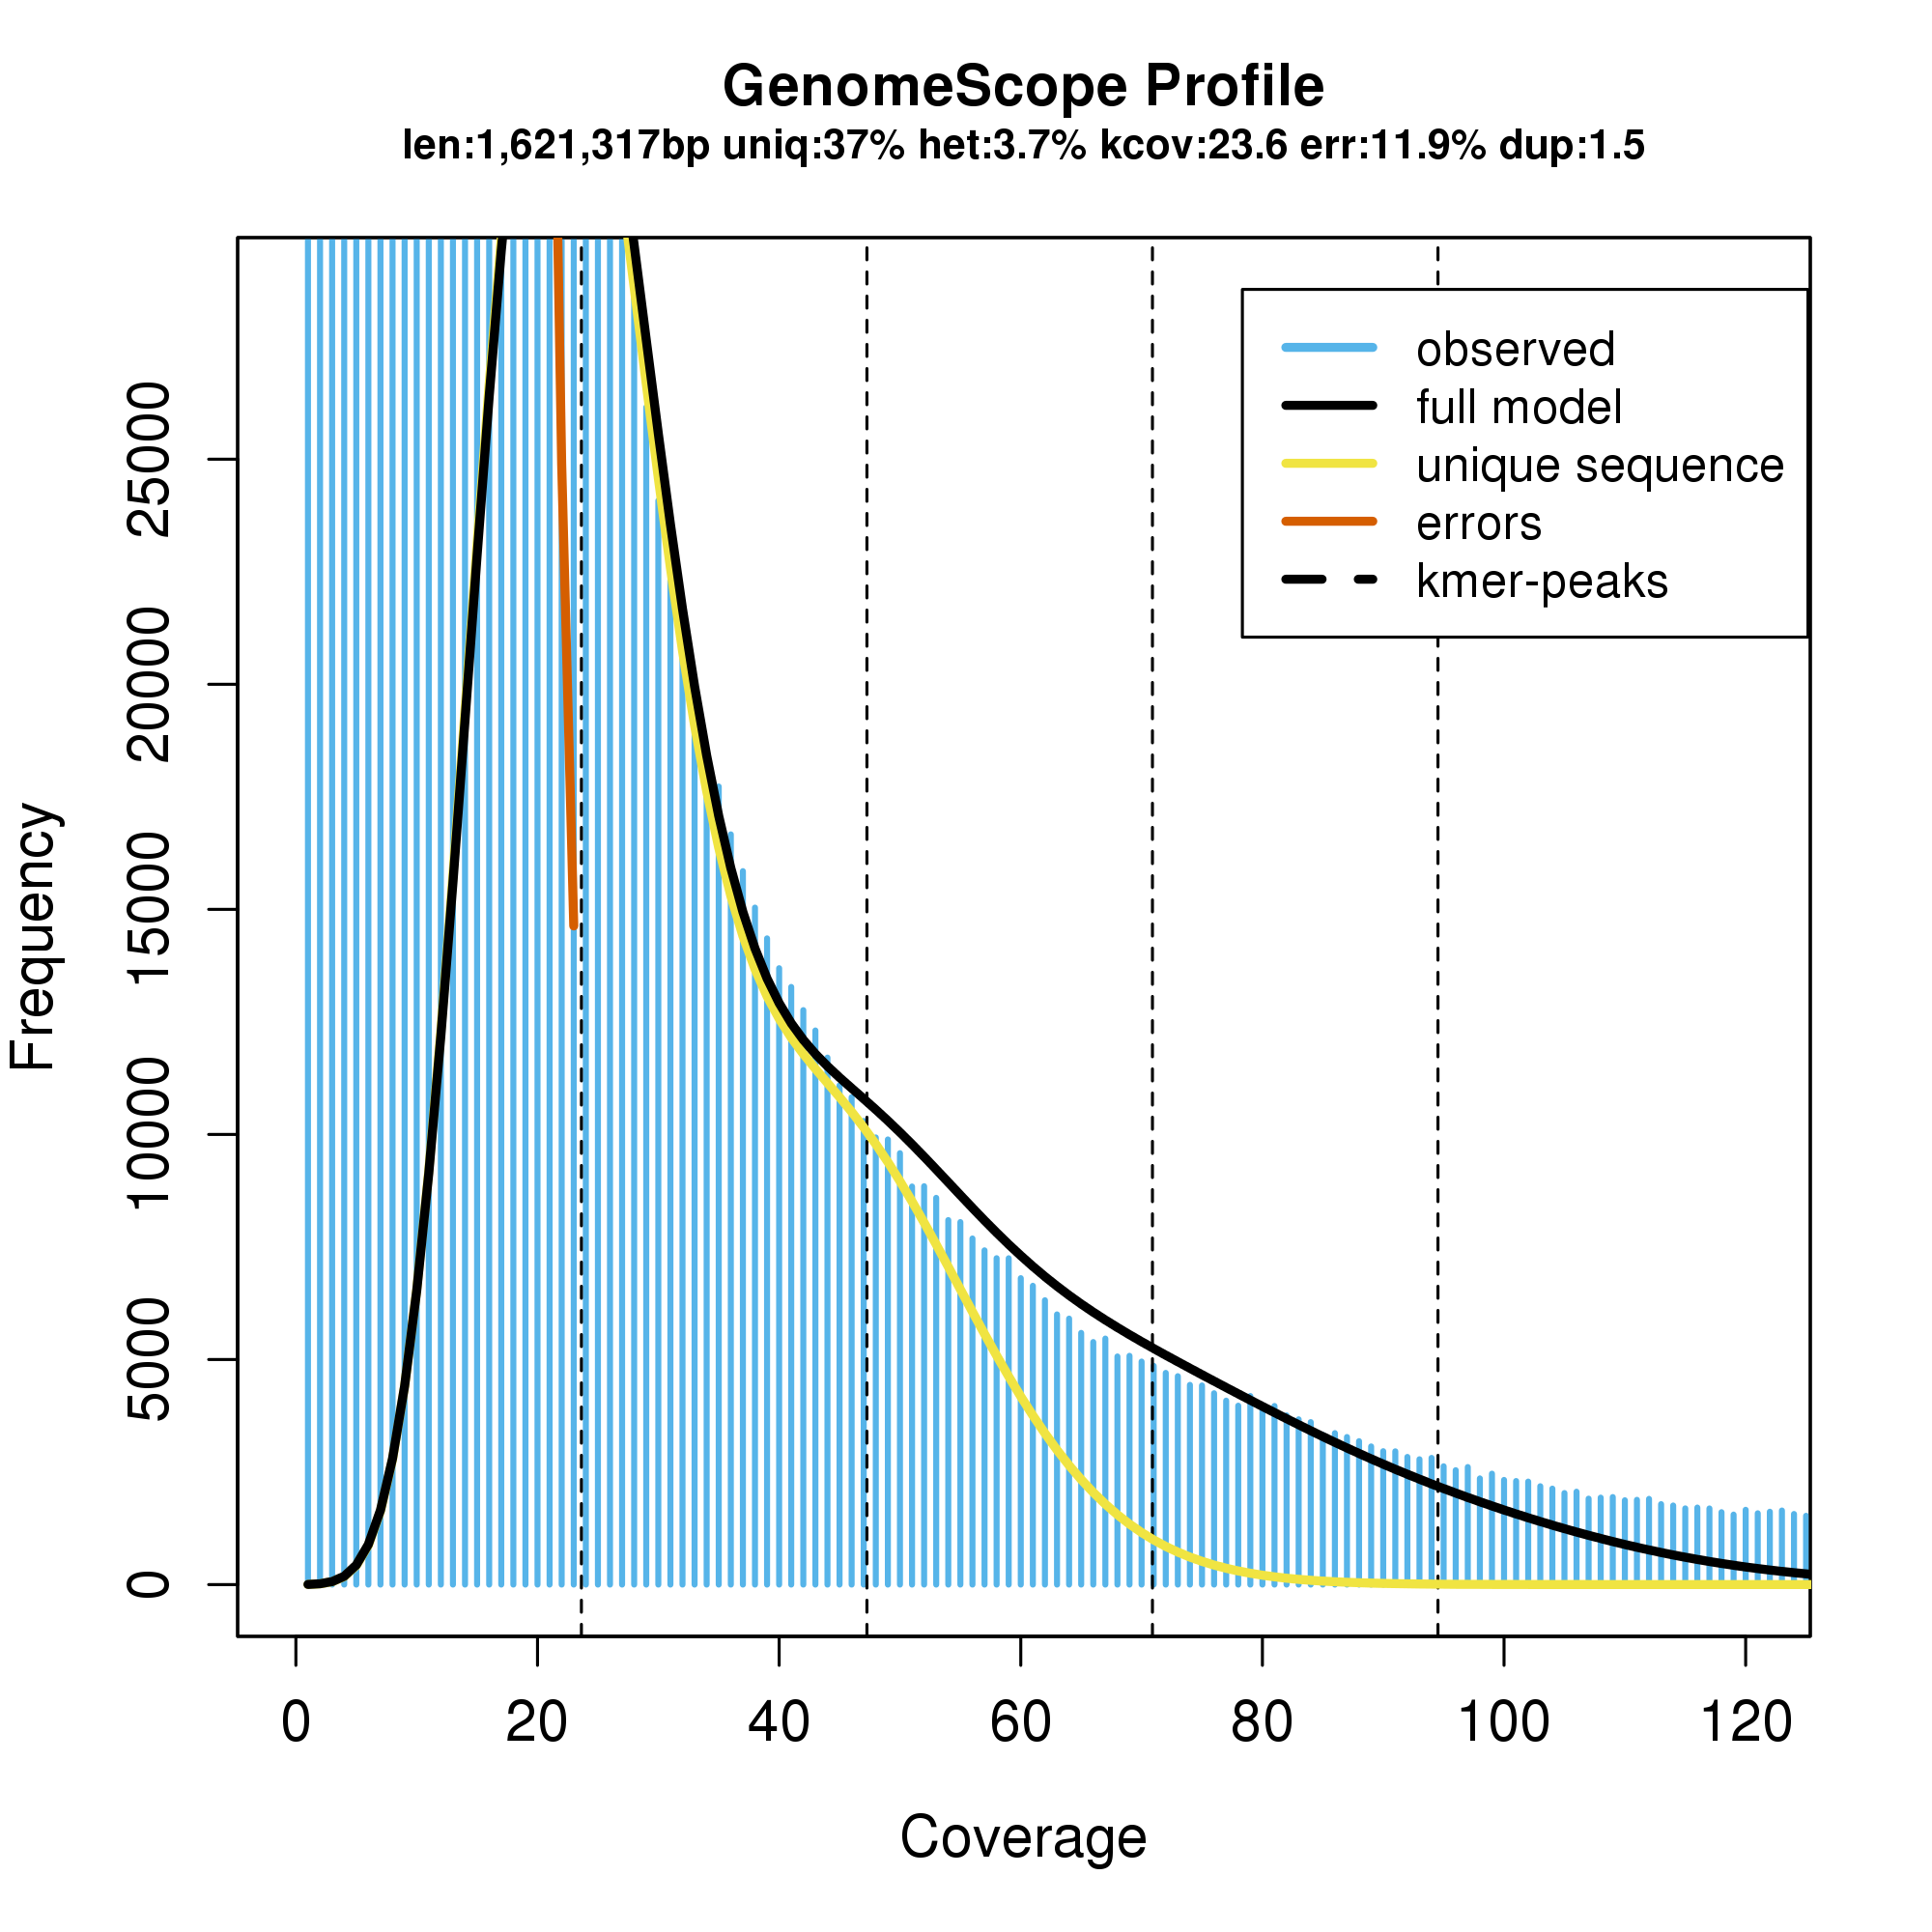 GenomeScope Profile
len:1,621,317bp uniq:37% het:3.7% kcov:23.6 err:11.9% dup:1.5
observed
full model
unique sequence
errors
kmer-peaks
Frequency
25000
20000
15000
10000
5000
0
0 20 40 60 80 100 120
Coverage